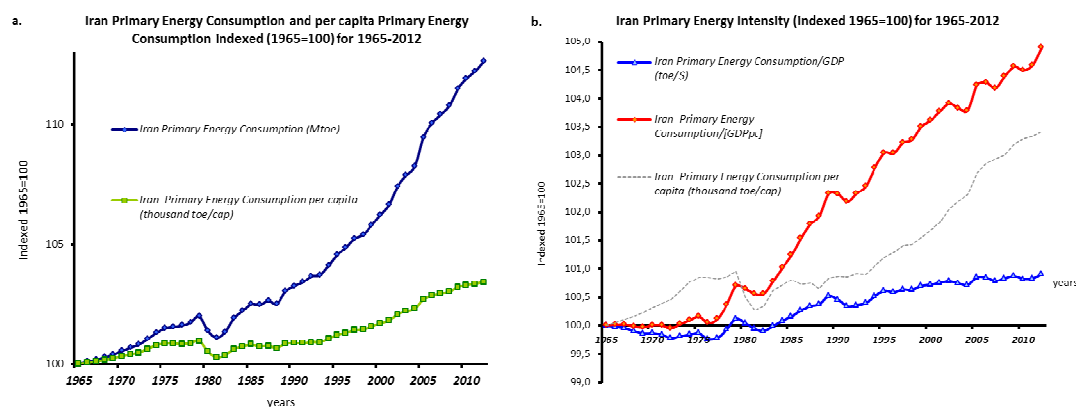 a.
Iran Primary Energy Consumption and per capita Primary Energy
Consumption Indexed (1965=100) for 1965-2012
110
105
100
Indexed 1965=100
Iran Primary Energy Consumption (Mtoe)
Iran Primary Energy Consumption per capita
(thousand toe/cap)
1965 1970 1975 1980 1985 1990 1995 2000 2005 2010
years
b.
Iran Primary Energy Intensity (Indexed 1965=100) for 1965-2012
105,0
104,5
104,0
103,5
103,0
102,5
102,0
101,5
101,0
100,5
100,0
99,5
99,0
Indexed 1965=100
Iran Primary Energy Consumption/GDP
(toe/$)
Iran Primary Energy
Consumption/[GDPpc]
Iran Primary Energy Consumption per
capita (thousand toe/cap)
1965 1970 1975 1980 1985 1990 1995 2000 2005 2010
years